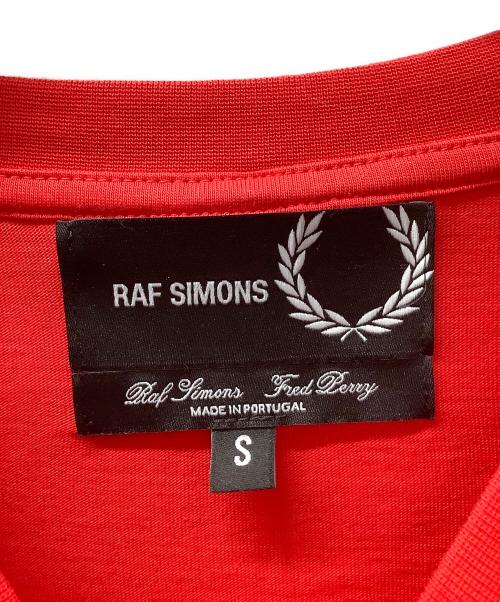 RAF SIMONS
Raf Simons Fred Perry
MADE IN PORTUGAL
S